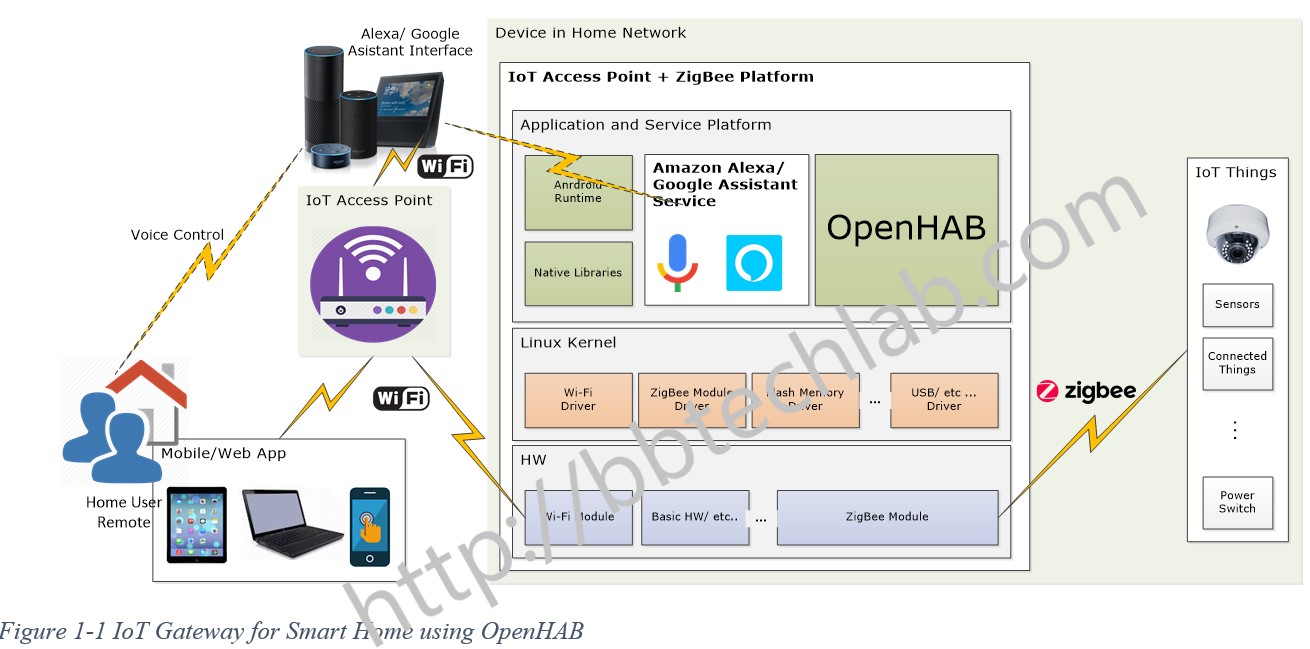 Alexa/ Google
Asistant Interface
Device in Home Network
IoT Access Point + ZigBee Platform
Application and Service Platform
Anrdroid
Runtime
Native Libraries
Amazon Alexa/
Google Assistant
Service
OpenHAB
IoT Things
Sensors
Connected
Things
Power
Switch
WiFi
IoT Access Point
Voice Control
WiFi
Linux Kernel
Wi-Fi
Driver
ZigBee Module
Driver
Flash Memory
Driver
...
USB/ etc ...
Driver
zigbee
HW
Wi-Fi Module
Basic HW/ etc..
...
ZigBee Module
Mobile/Web App
Home User
Remote
http://bbtechlab.com
Figure 1-1 IoT Gateway for Smart Home using OpenHAB